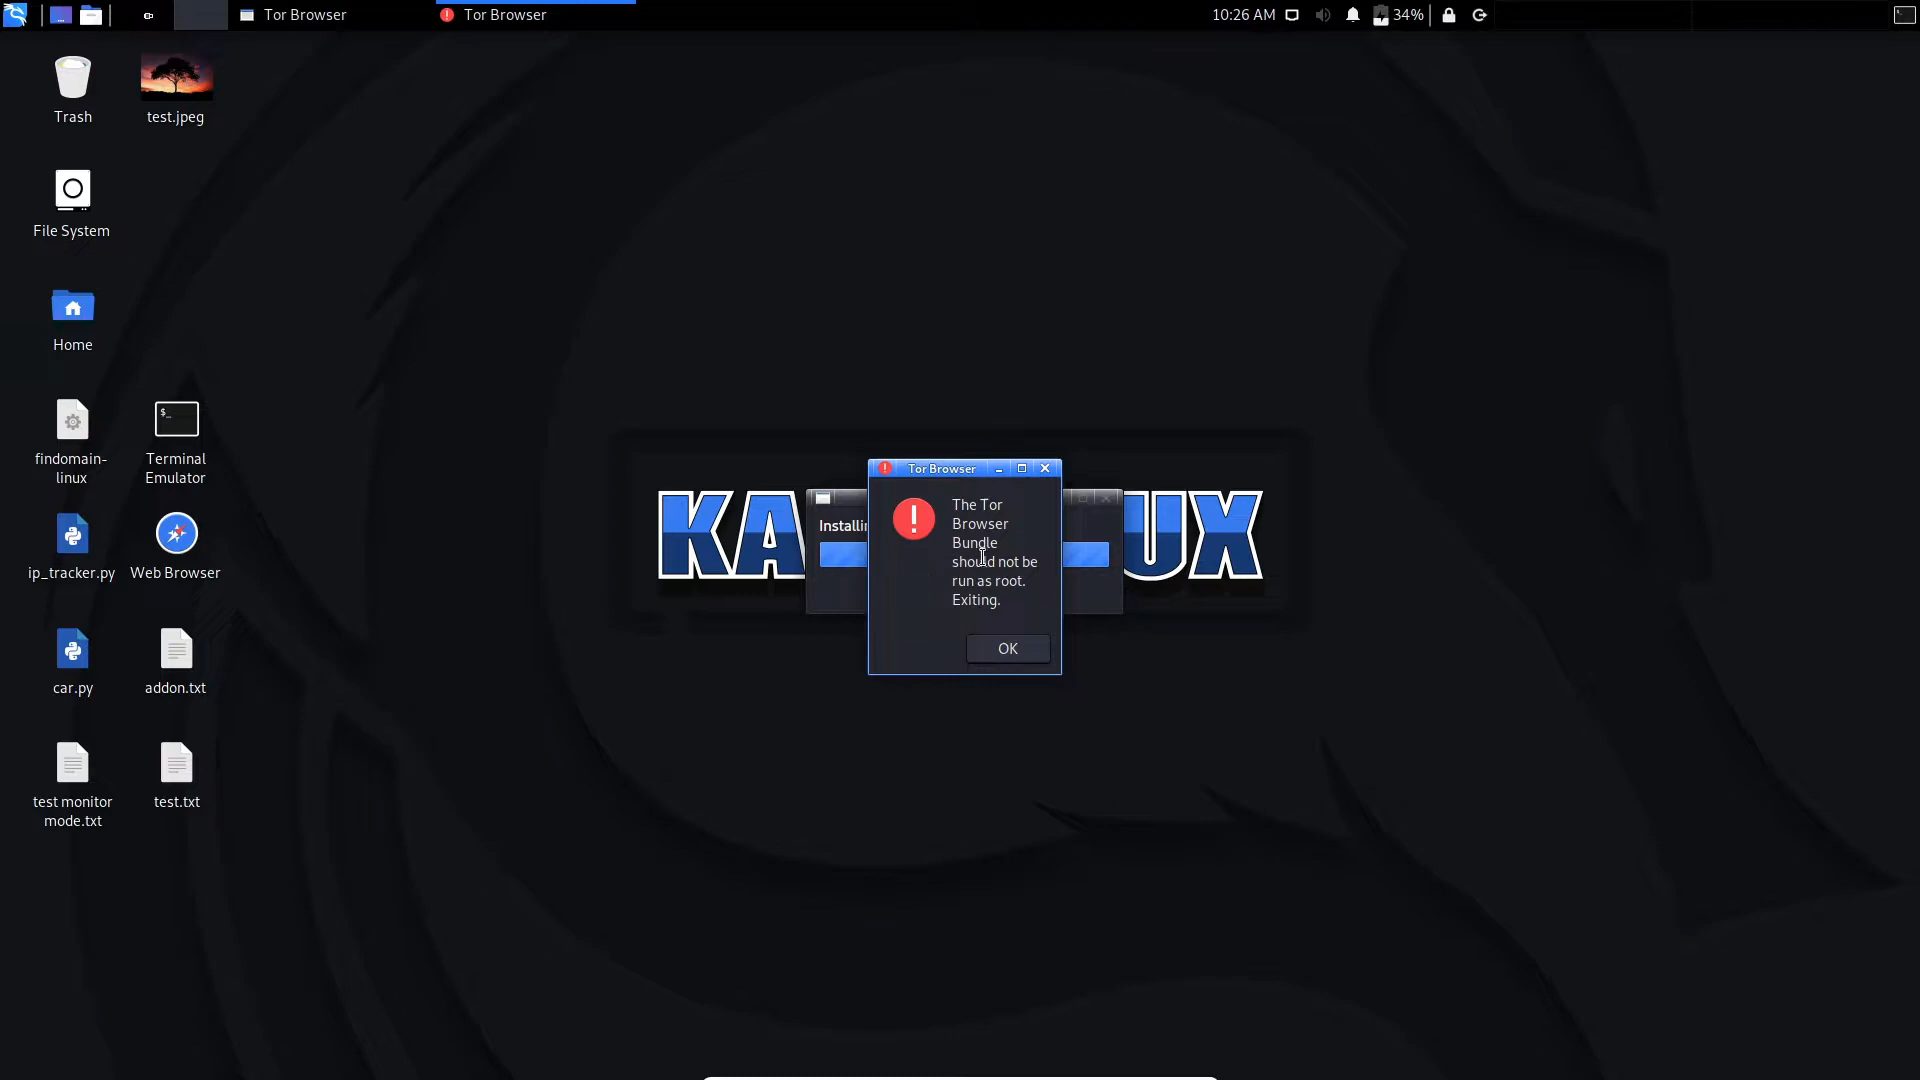 Tor Browser
Tor Browser
10:26 AM
34%
Trash
test.jpeg
File System
Home
findomain-
linux
Terminal
Emulator
ip_tracker.py
Web Browser
car.py
addon.txt
test monitor
mode.txt
test.txt
KA
UX
Installin
Tor Browser
The Tor
Browser
Bundle
should not be
run as root.
Exiting.
OK